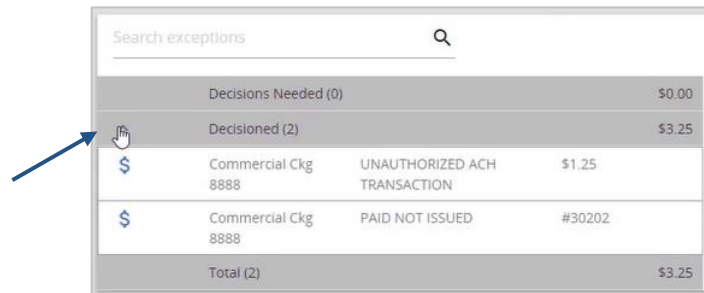 Search exceptions
Decisions Needed (0) $0.00
Decisioned (2) $3.25
$ Commercial Ckg UNAUTHORIZED ACH $1.25
8888 TRANSACTION
$ Commercial Ckg PAID NOT ISSUED #30202
8888
Total (2) $3.25